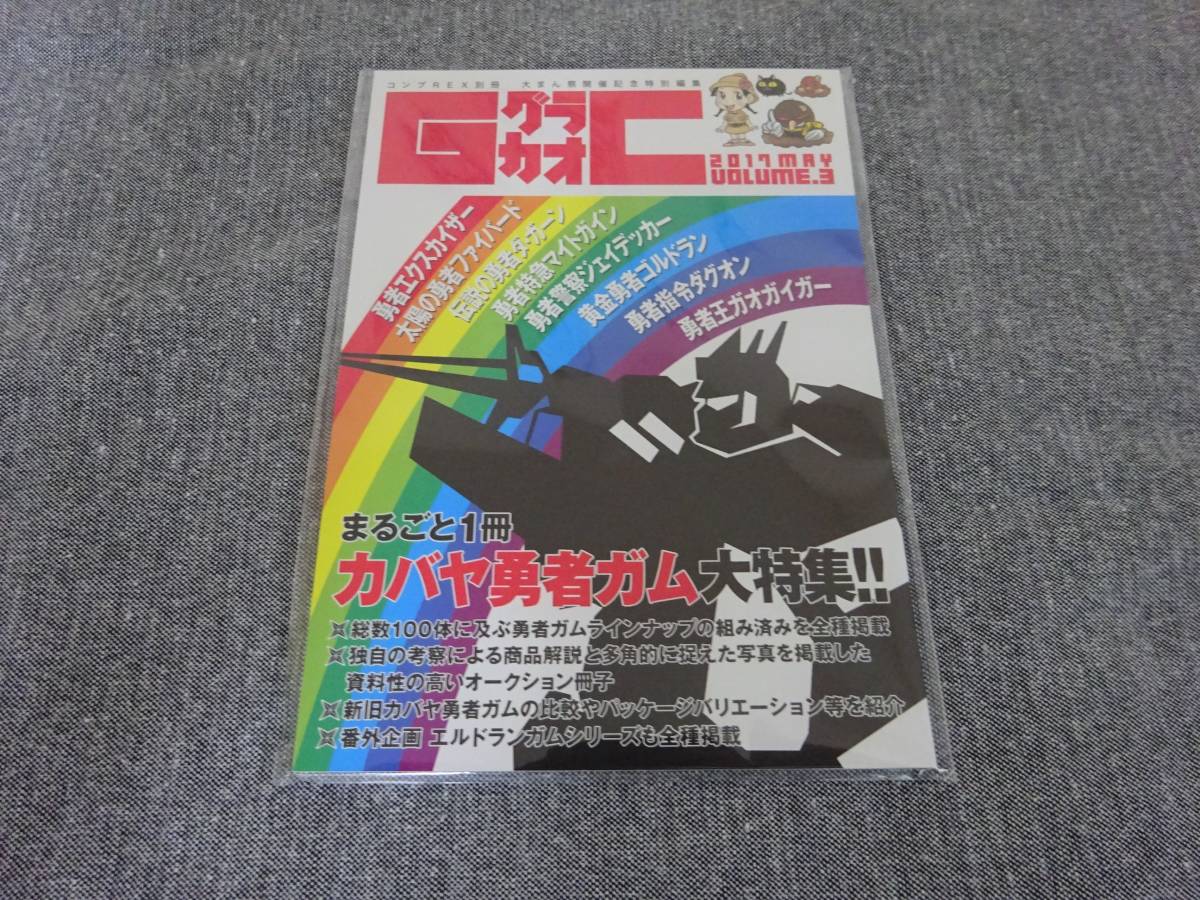 コンプREX別冊 大まん祭開催記念特別編集
G グラカオ C
2017 MAY
VOLUME.3
勇者エクスカイザー
太陽の勇者ファイバード
伝説の勇者ダ・ガーン
勇者特急マイトガイン
勇者警察ジェイデッカー
黄金勇者ゴルドラン
勇者指令ダグオン
勇者王ガオガイガー
まるごと1冊
カバヤ勇者ガム大特集!!
総数100体に及ぶ勇者ガムラインナップの組み済みを全種掲載
独自の考察による商品解説と多角的に捉えた写真を掲載した
資料性の高いオークション冊子
新旧カバヤ勇者ガムの比較やパッケージバリエーション等を紹介
番外企画 エルドランガムシリーズも全種掲載